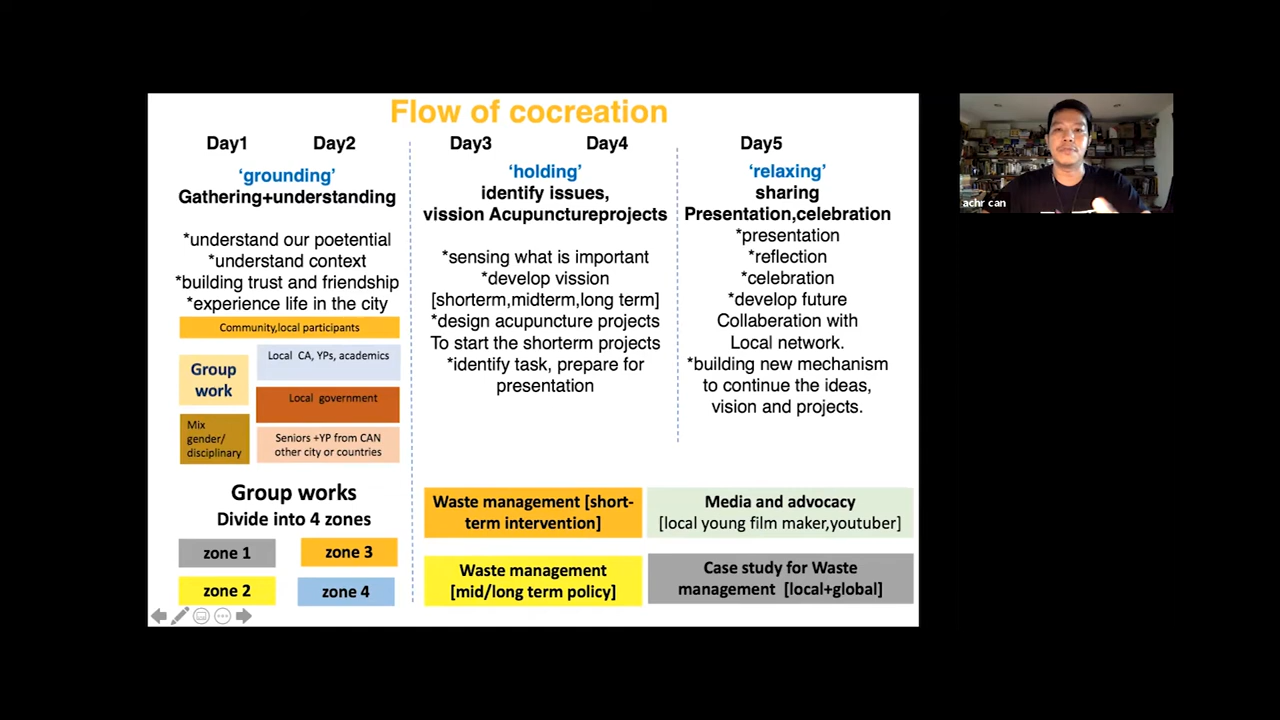 Flow of cocreation
Day1
Day2
‘grounding’
Gathering+understanding
*understand our poetential
*understand context
*building trust and friendship
*experience life in the city
Community,local participants
Group
work
Local CA, YPs, academics
Local government
Mix
gender/
disciplinary
Seniors +YP from CAN
other city or countries
Group works
Divide into 4 zones
zone 1
zone 3
zone 2
zone 4
Day3
Day4
‘holding’
identify issues,
vission Acupunctureprojects
*sensing what is important
*develop vission
[shorterm,midterm,long term]
*design acupuncture projects
To start the shorterm projects
*identify task, prepare for
presentation
Day5
‘relaxing’
sharing
Presentation,celebration
*presentation
*reflection
*celebration
*develop future
Collaberation with
Local network.
*building new mechanism
to continue the ideas,
vision and projects.
Waste management [short-
term intervention]
Media and advocacy
[local young film maker,youtuber]
Waste management
[mid/long term policy]
Case study for Waste
management [local+global]
achr can